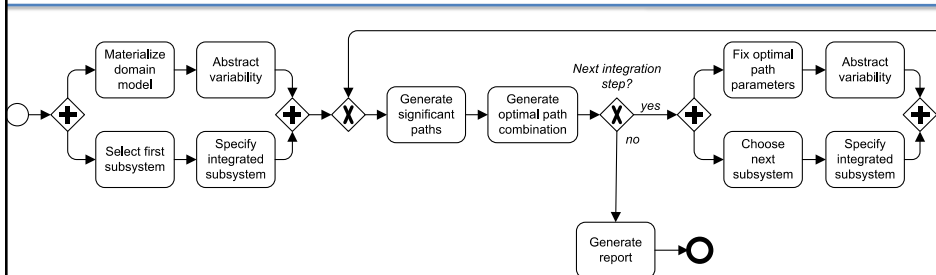 Materialize
domain
model
Abstract
variability
Select first
subsystem
Specify
integrated
subsystem
Generate
significant
paths
Generate
optimal path
combination
Next integration
step?
yes
no
Fix optimal
path
parameters
Abstract
variability
Choose
next
subsystem
Specify
integrated
subsystem
Generate
report